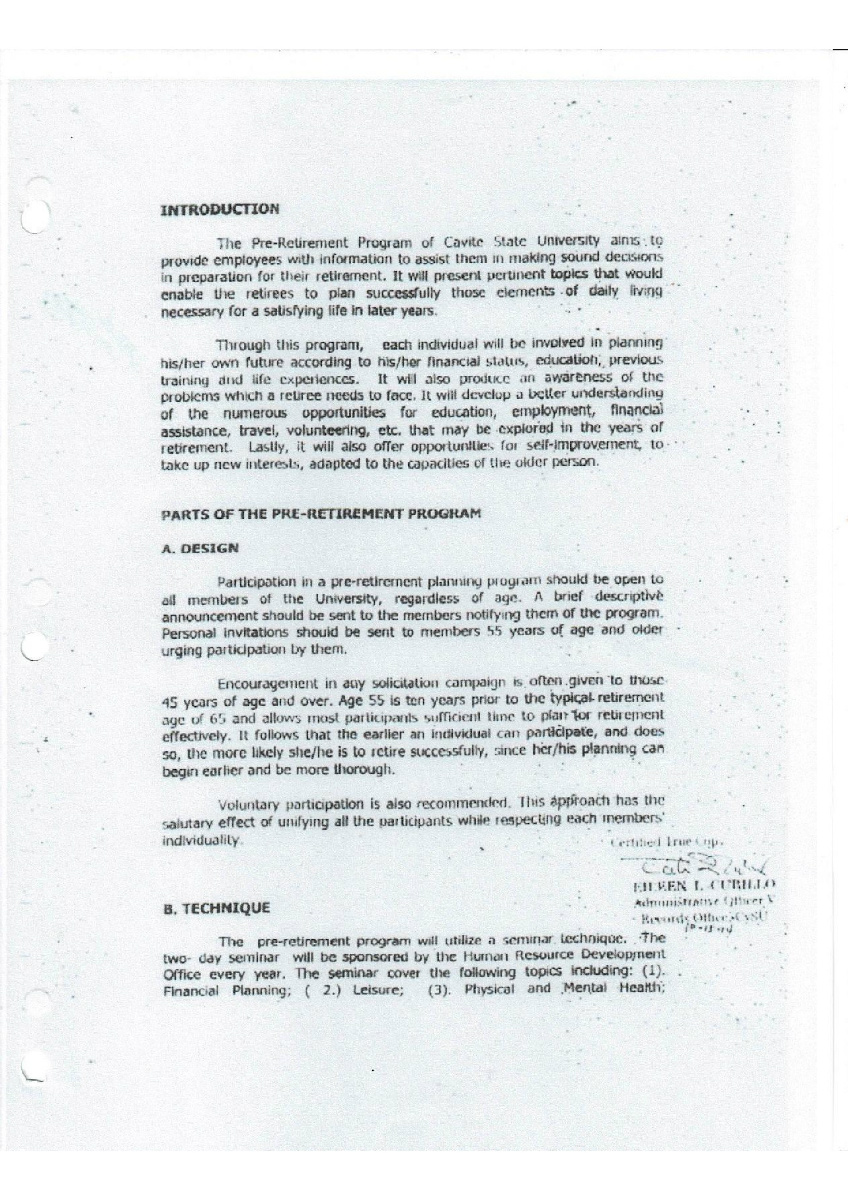 INTRODUCTION
The Pre-Retirement Program of Cavite State University aims to
provide employees with information to assist them in making sound decisions
in preparation for their retirement. It will present pertinent topics that would
enable the retirees to plan successfully those elements of daily living
necessary for a satisfying life in later years.
Through this program, each individual will be involved in planning
his/her own future according to his/her financial status, education, previous
training and life experiences. It will also produce an awareness of the
problems which a retiree needs to face. It will develop a better understanding
of the numerous opportunities for education, employment, financial
assistance, travel, volunteering, etc. that may be explored in the years of
retirement. Lastly, it will also offer opportunities for self-improvement, to
take up new interests, adapted to the capacities of the older person.
PARTS OF THE PRE-RETIREMENT PROGRAM
A. DESIGN
Participation in a pre-retirement planning program should be open to
all members of the University, regardless of age. A brief descriptive
announcement should be sent to the members notifying them of the program.
Personal invitations should be sent to members 55 years of age and older
urging participation by them.
Encouragement in any solicitation campaign is often given to those
45 years of age and over. Age 55 is ten years prior to the typical retirement
age of 65 and allows most participants sufficient time to plan for retirement
effectively. It follows that the earlier an individual can participate, and does
so, the more likely she/he is to retire successfully, since her/his planning can
begin earlier and be more thorough.
Voluntary participation is also recommended. This approach has the
salutary effect of unifying all the participants while respecting each members'
individuality.
Certified True Copy
EILEEN L. CUBILLO
Administrative Officer V
Records Office-CvSU
B. TECHNIQUE
The pre-retirement program will utilize a seminar technique. The
two- day seminar will be sponsored by the Human Resource Development
Office every year. The seminar cover the following topics including: (1).
Financial Planning; ( 2.) Leisure; (3). Physical and Mental Health;